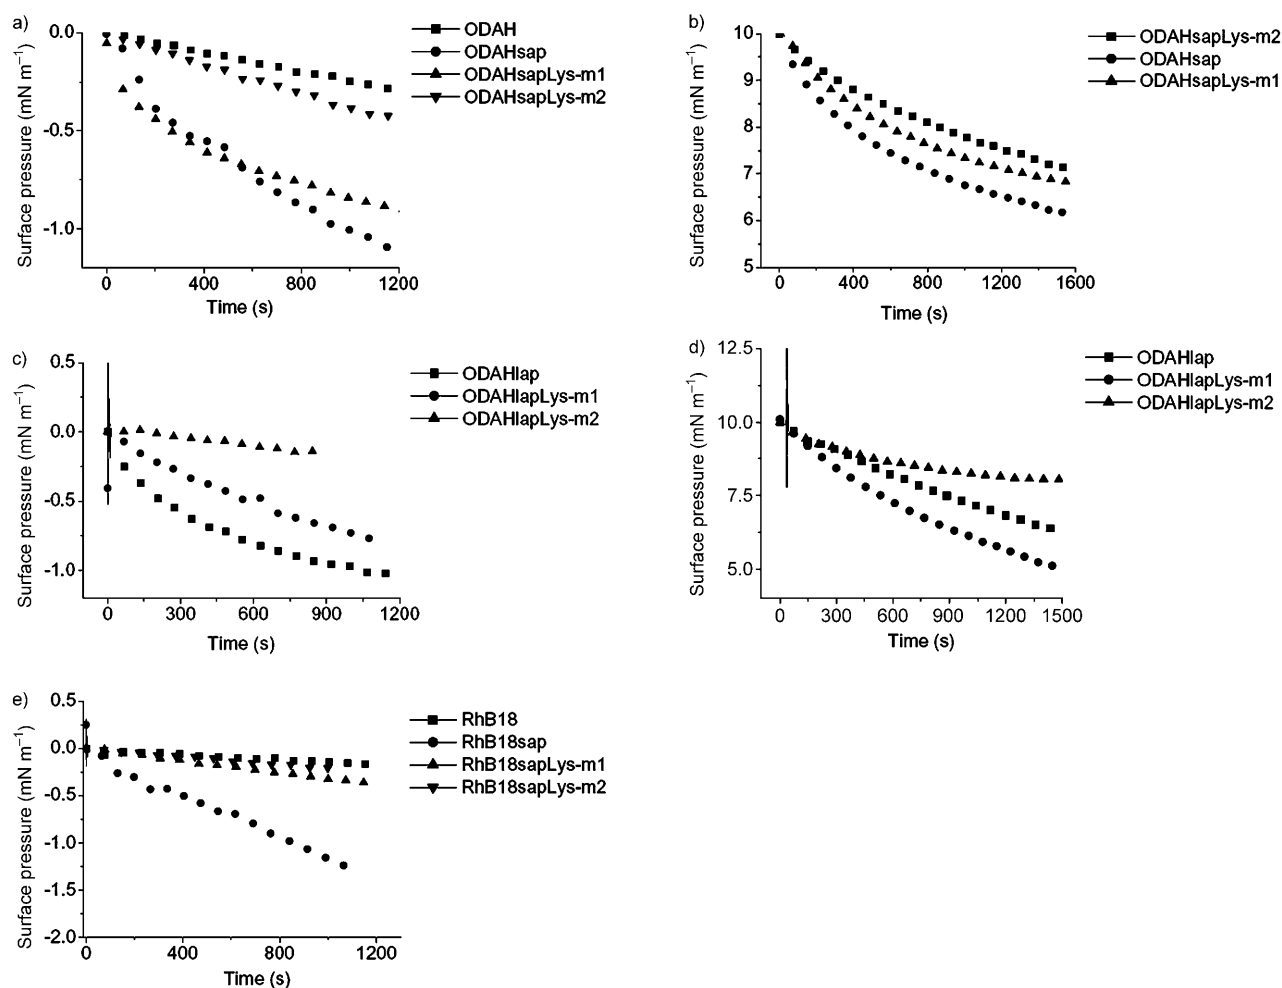 a)
0.0
-0.5
-1.0
Surface pressure (mN m⁻¹)
0 400 800 1200
Time (s)
ODAH
ODAHsap
ODAHsapLys-m1
ODAHsapLys-m2
b)
10
9
8
7
6
5
Surface pressure (mN m⁻¹)
0 400 800 1200 1600
Time (s)
ODAHsapLys-m2
ODAHsap
ODAHsapLys-m1
c)
0.5
0.0
-0.5
-1.0
Surface pressure (mN m⁻¹)
0 300 600 900 1200
Time (s)
ODAHlap
ODAHlapLys-m1
ODAHlapLys-m2
d)
12.5
10.0
7.5
5.0
Surface pressure (mN m⁻¹)
0 300 600 900 1200 1500
Time (s)
ODAHlap
ODAHlapLys-m1
ODAHlapLys-m2
e)
0.5
0.0
-0.5
-1.0
-1.5
-2.0
Surface pressure (mN m⁻¹)
0 400 800 1200
Time (s)
RhB18
RhB18sap
RhB18sapLys-m1
RhB18sapLys-m2